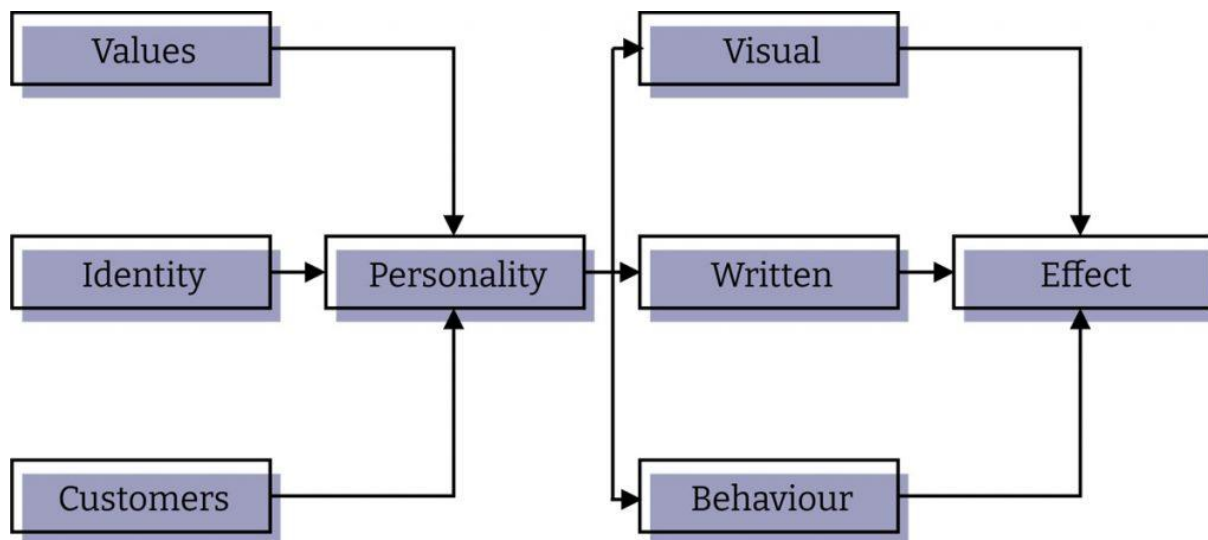 Values
Visual
Identity
Personality
Written
Effect
Customers
Behaviour